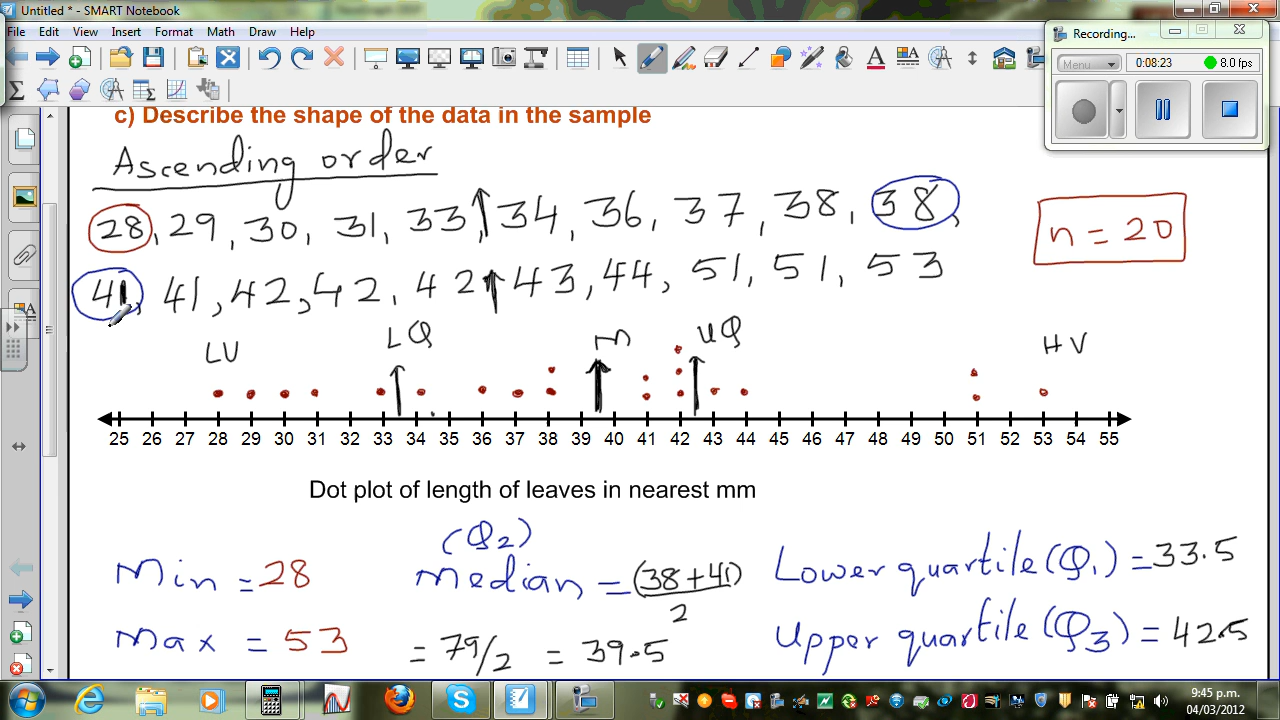 Untitled * - SMART Notebook
File Edit View Insert Format Math Draw Help
Recording...
Menu 0:08:23 8.0 fps
c) Describe the shape of the data in the sample
Ascending order
28, 29, 30, 31, 33, 34, 36, 37, 38, 38,
n = 20
41, 41, 42, 42, 42 43, 44, 51, 51, 53
LV LQ m UQ HV
25 26 27 28 29 30 31 32 33 34 35 36 37 38 39 40 41 42 43 44 45 46 47 48 49 50 51 52 53 54 55
Dot plot of length of leaves in nearest mm
(Q2)
Min = 28 Median = (38+41)/2 Lower quartile (Q1) = 33.5
Max = 53 = 79/2 = 39.5 Upper quartile (Q3) = 42.5
9:45 p.m.
04/03/2012